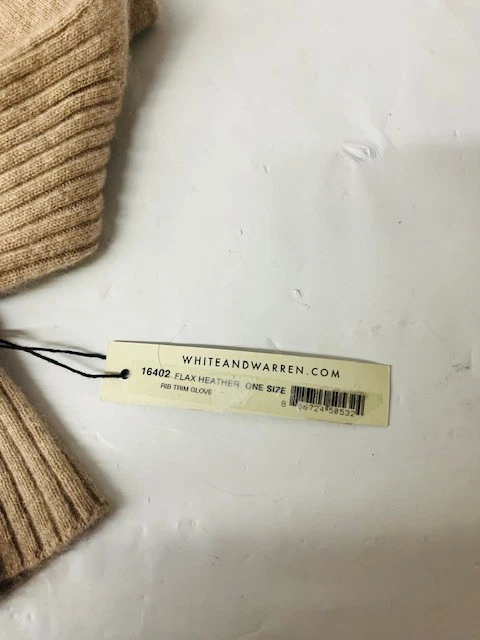 WHITEANDWARREN.COM
16402 FLAX HEATHER ONE SIZE
RIB TRIM GLOVE